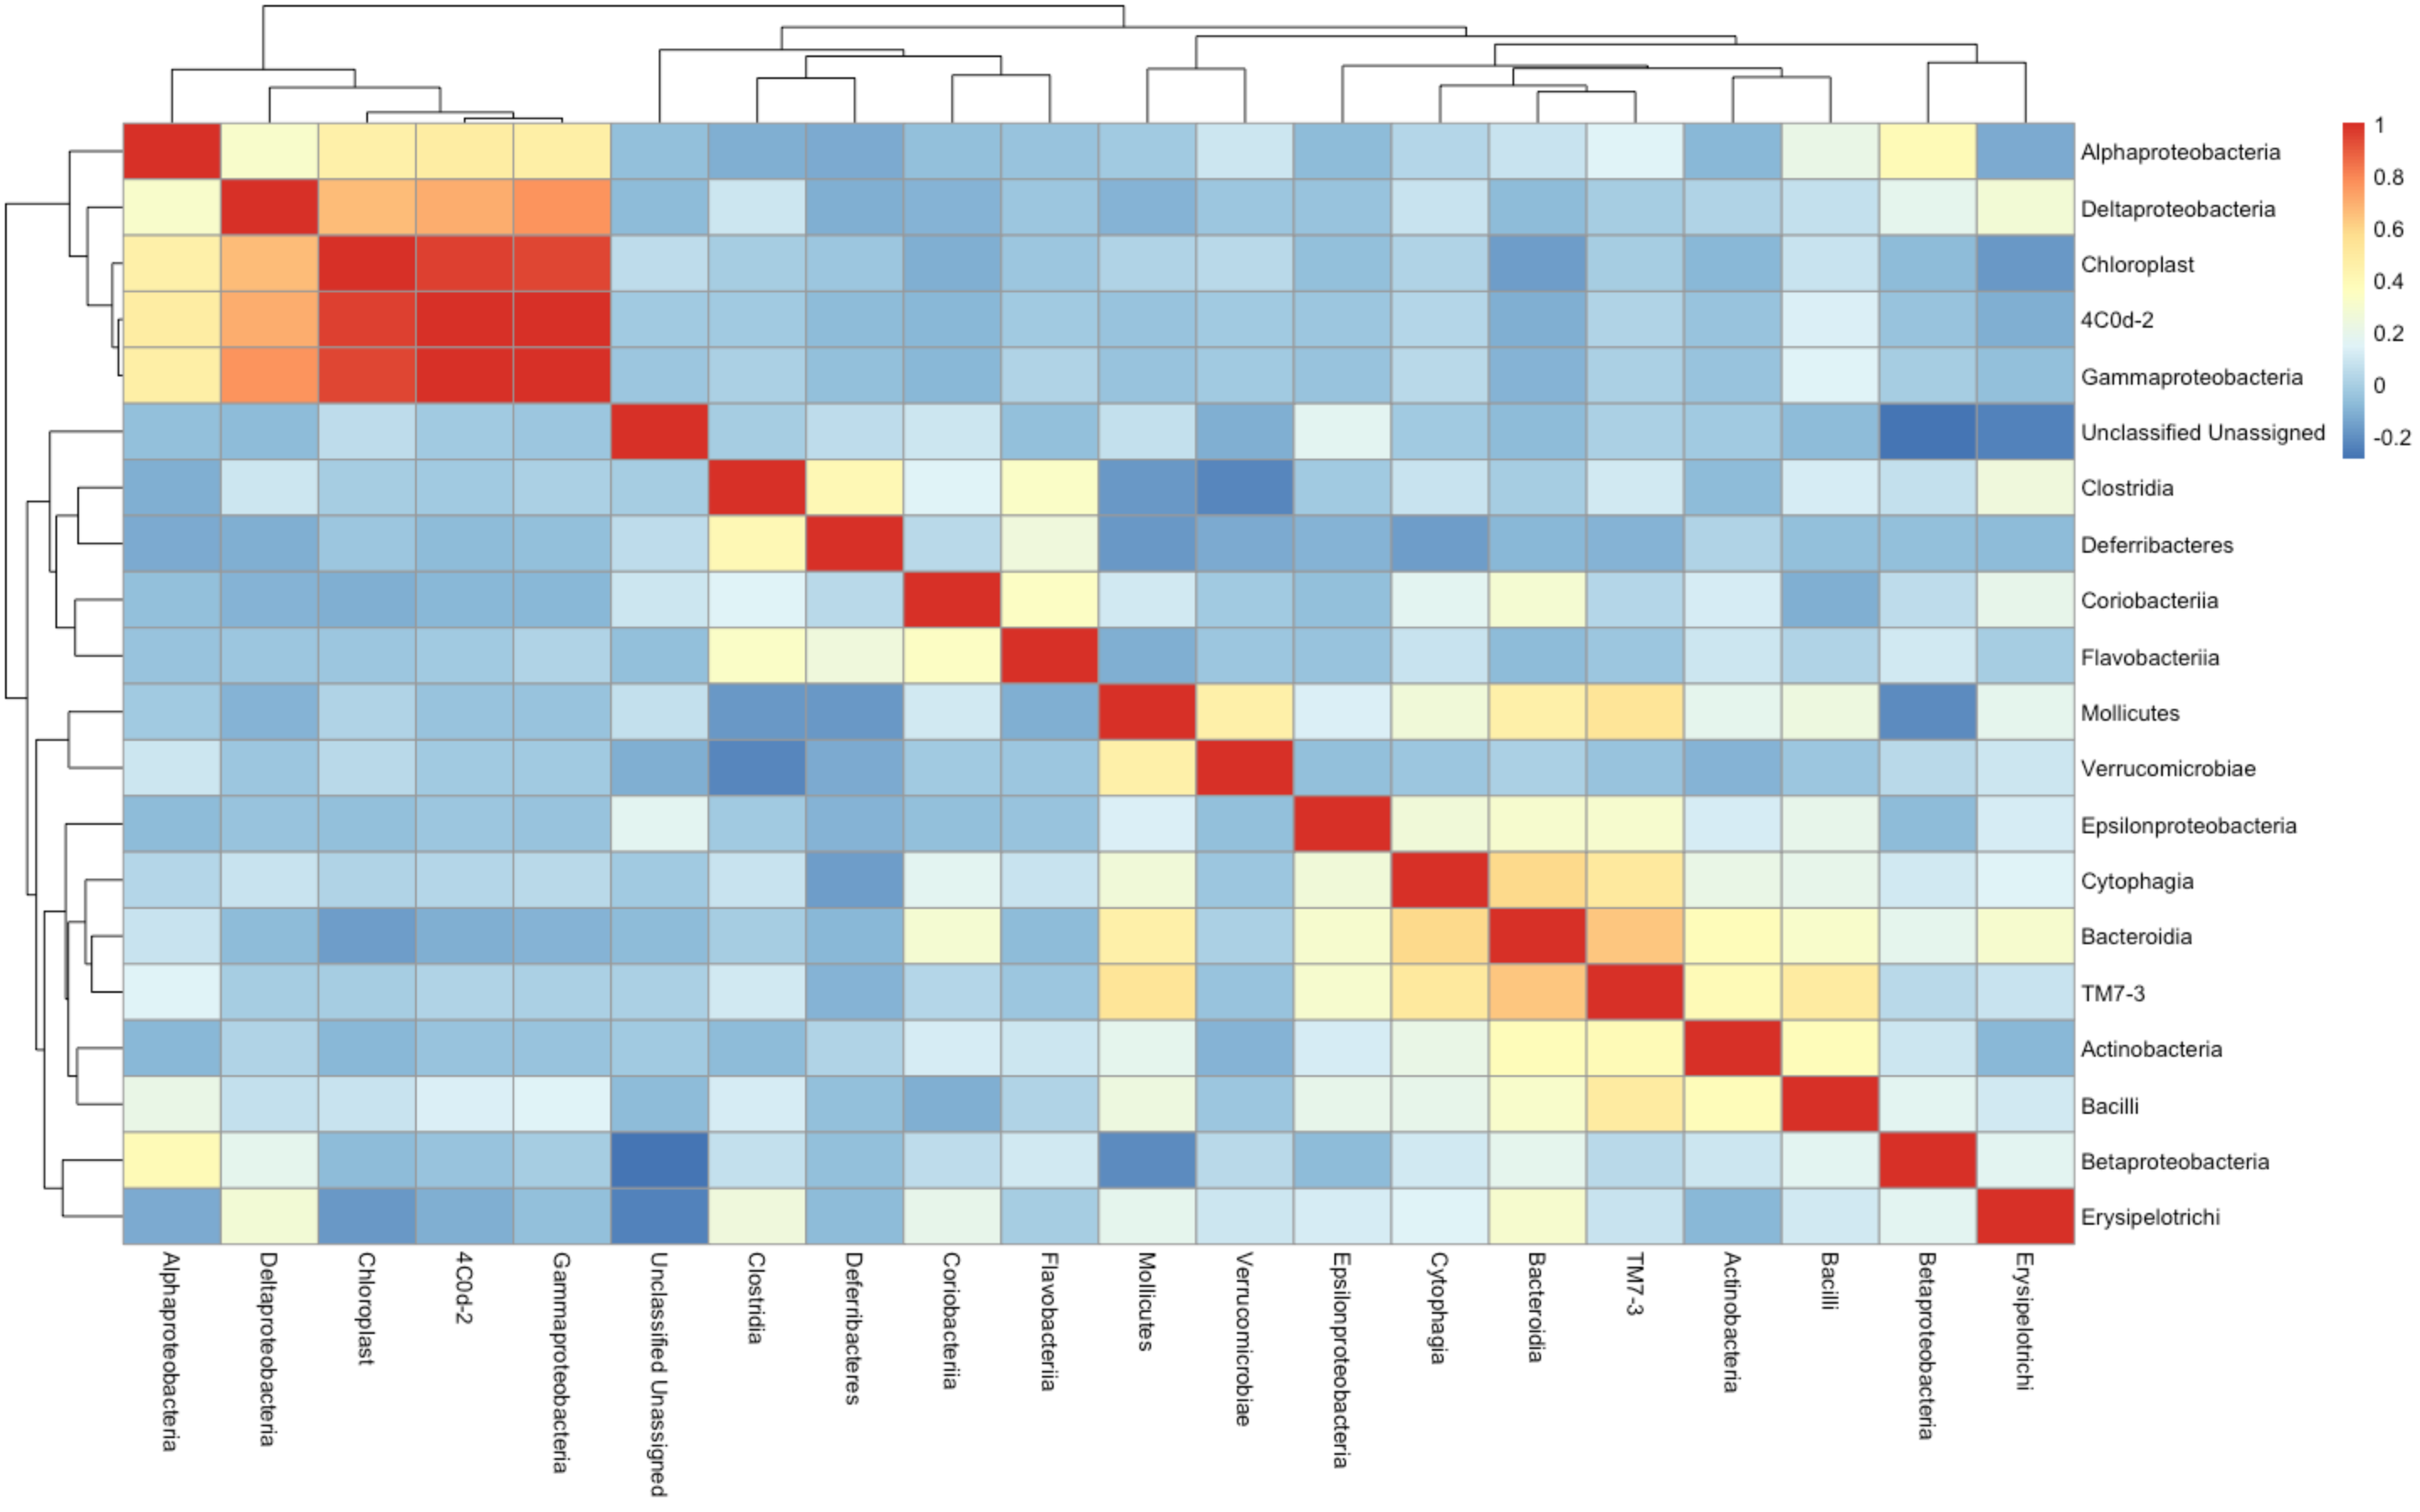 1
0.8
0.6
0.4
0.2
0
-0.2
Alphaproteobacteria
Deltaproteobacteria
Chloroplast
4C0d-2
Gammaproteobacteria
Unclassified Unassigned
Clostridia
Deferribacteres
Coriobacteriia
Flavobacteriia
Mollicutes
Verrucomicrobiae
Epsilonproteobacteria
Cytophagia
Bacteroidia
TM7-3
Actinobacteria
Bacilli
Betaproteobacteria
Erysipelotrichi
Alphaproteobacteria
Deltaproteobacteria
Chloroplast
4C0d-2
Gammaproteobacteria
Unclassified Unassigned
Clostridia
Deferribacteres
Coriobacteriia
Flavobacteriia
Mollicutes
Verrucomicrobiae
Epsilonproteobacteria
Cytophagia
Bacteroidia
TM7-3
Actinobacteria
Bacilli
Betaproteobacteria
Erysipelotrichi